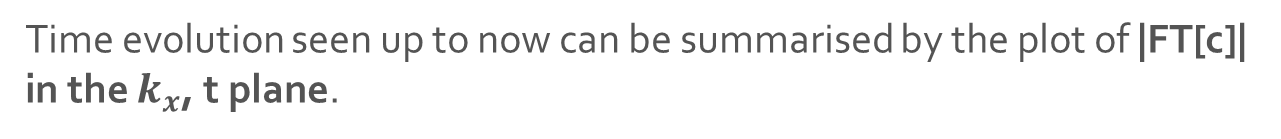 Time evolution seen up to now can be summarised by the plot of |FT[c]|
in the kₓ, t plane.